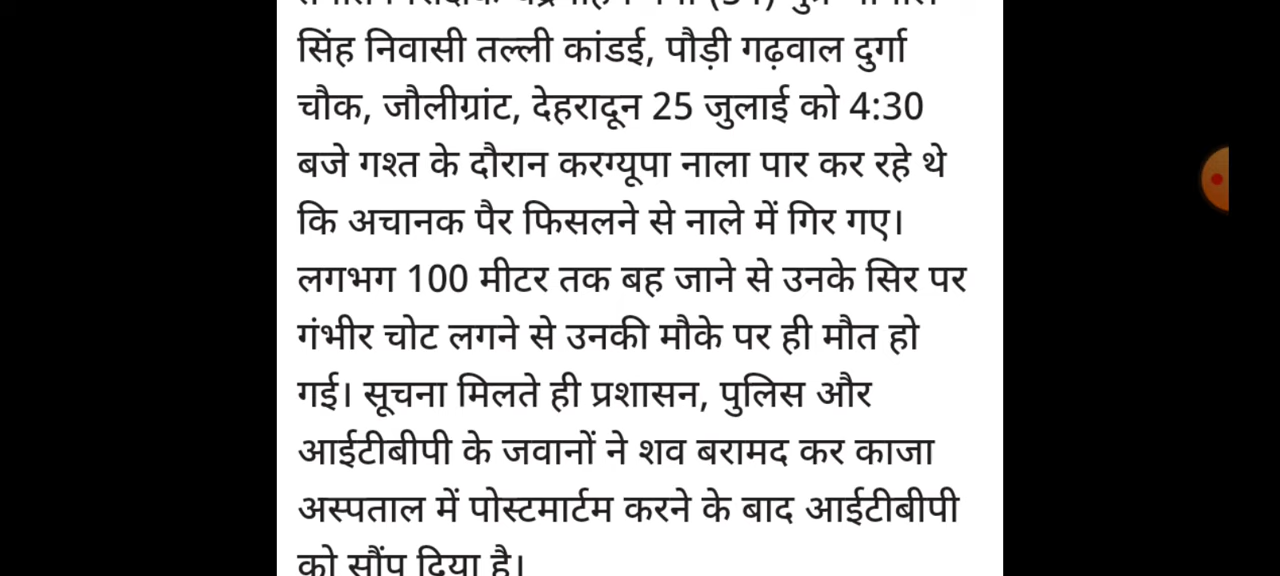 सिंह निवासी तल्ली कांडई, पौड़ी गढ़वाल दुर्गा
चौक, जौलीग्रांट, देहरादून 25 जुलाई को 4:30
बजे गश्त के दौरान करग्यूपा नाला पार कर रहे थे
कि अचानक पैर फिसलने से नाले में गिर गए।
लगभग 100 मीटर तक बह जाने से उनके सिर पर
गंभीर चोट लगने से उनकी मौके पर ही मौत हो
गई। सूचना मिलते ही प्रशासन, पुलिस और
आईटीबीपी के जवानों ने शव बरामद कर काजा
अस्पताल में पोस्टमार्टम करने के बाद आईटीबीपी
को सौंप दिया है।